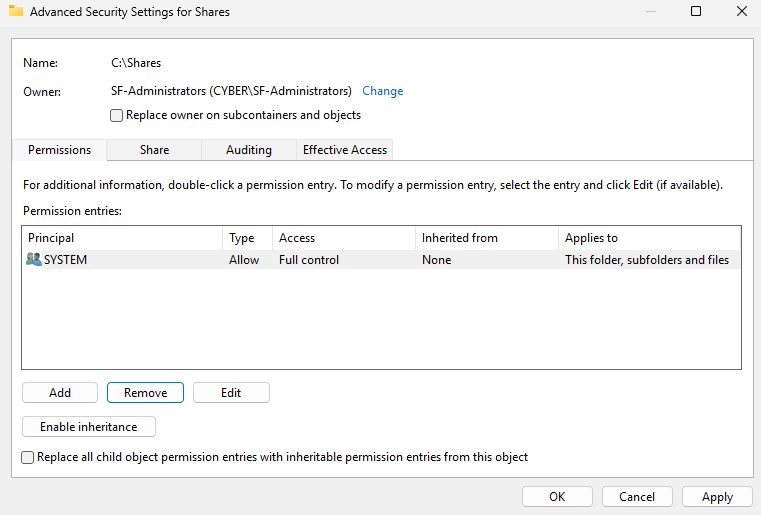 Advanced Security Settings for Shares
Name: C:\Shares
Owner: SF-Administrators (CYBER\SF-Administrators) Change
Replace owner on subcontainers and objects
Permissions Share Auditing Effective Access
For additional information, double-click a permission entry. To modify a permission entry, select the entry and click Edit (if available).
Permission entries:
Principal Type Access Inherited from Applies to
SYSTEM Allow Full control None This folder, subfolders and files
Add Remove Edit
Enable inheritance
Replace all child object permission entries with inheritable permission entries from this object
OK Cancel Apply